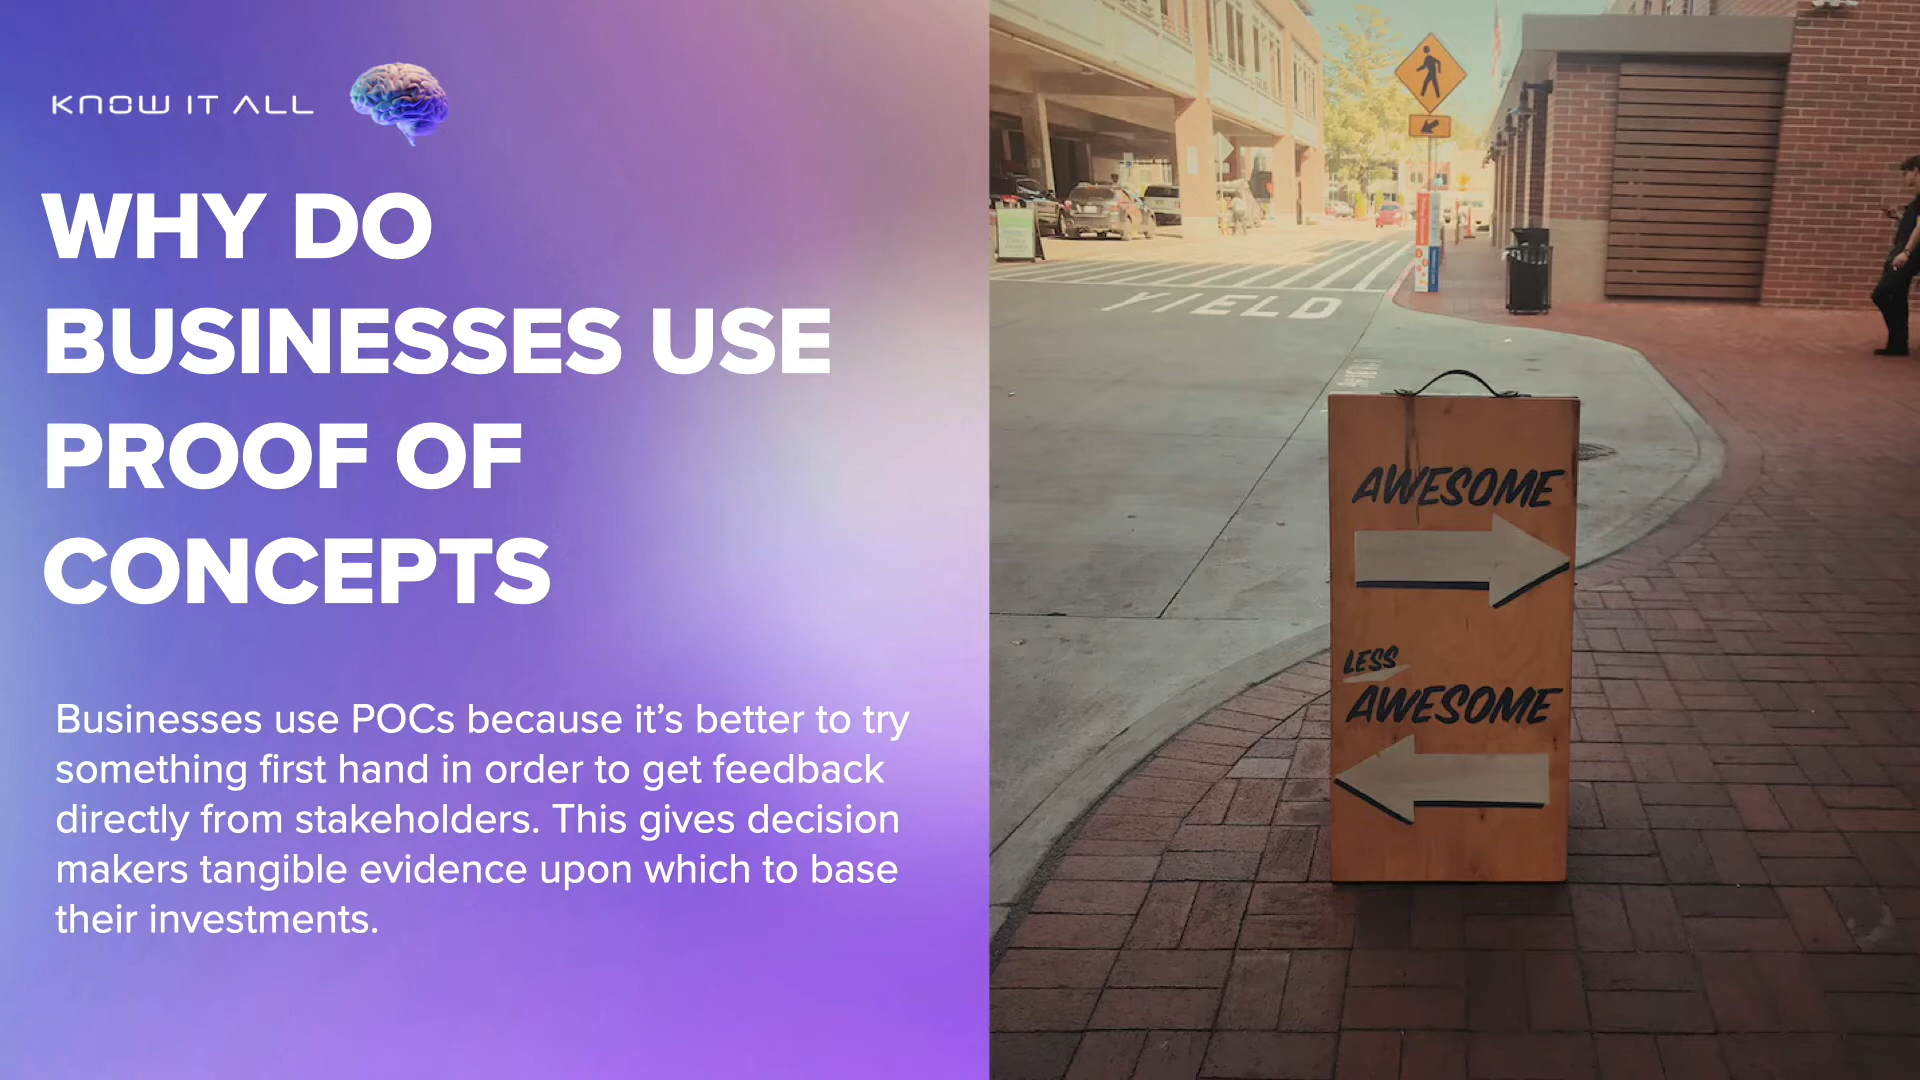 KNOW IT ALL
WHY DO
BUSINESSES USE
PROOF OF
CONCEPTS
Businesses use POCs because it’s better to try
something first hand in order to get feedback
directly from stakeholders. This gives decision
makers tangible evidence upon which to base
their investments.
YIELD
AWESOME
LESS
AWESOME